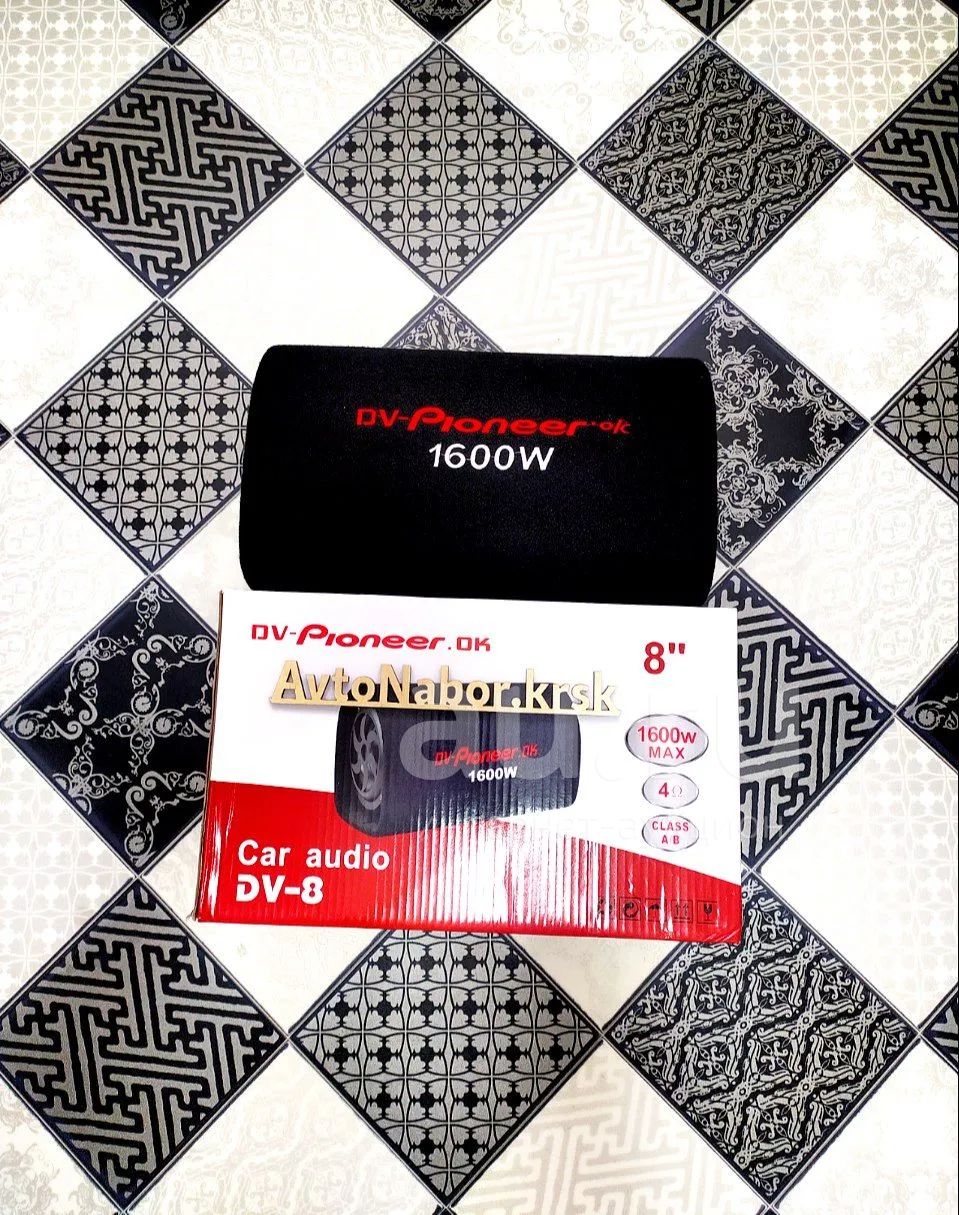 DV-Pioneer.ok
1600W
DV-Pioneer.OK
8"
AvtoNabor.krsk
1600w
MAX
DV-Pioneer.OK
1600W
4Ω
CLASS
A·B
Car audio
DV-8